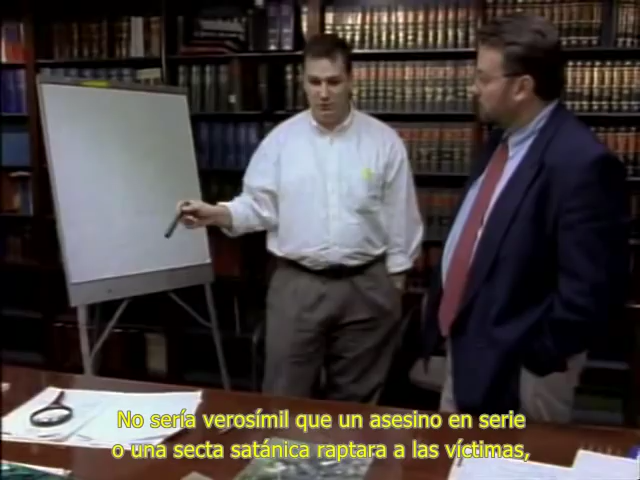 No sería verosímil que un asesino en serie
o una secta satánica raptara a las víctimas,